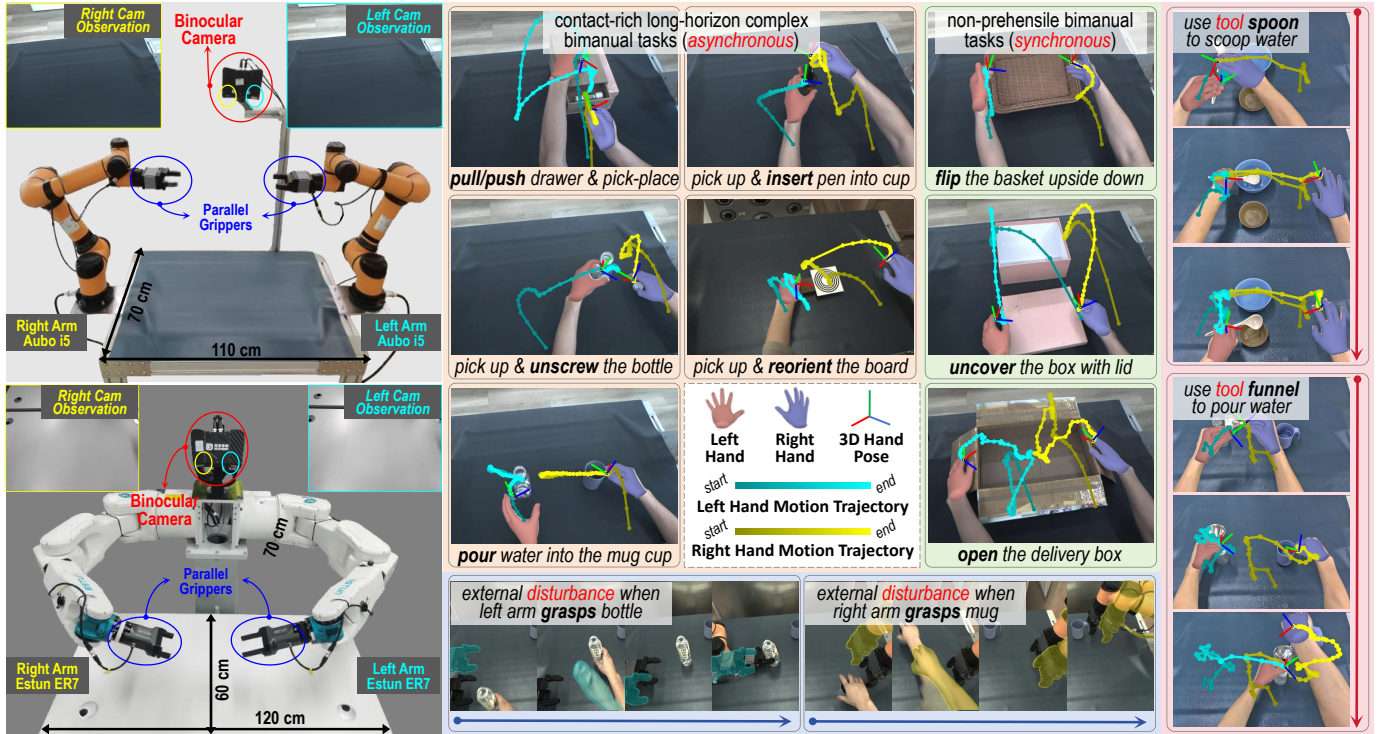 Right Cam
Observation
Left Cam
Observation
Binocular
Camera
Parallel
Grippers
70 cm
110 cm
Right Arm
Aubo i5
Left Arm
Aubo i5
Right Cam
Observation
Left Cam
Observation
Binocular
Camera
70 cm
Parallel
Grippers
Right Arm
Estun ER7
Left Arm
Estun ER7
60 cm
120 cm
contact-rich long-horizon complex
bimanual tasks (asynchronous)
pull/push drawer & pick-place
pick up & insert pen into cup
pick up & unscrew the bottle
pick up & reorient the board
pour water into the mug cup
Left
Hand
Right
Hand
3D Hand
Pose
start
end
Left Hand Motion Trajectory
start
end
Right Hand Motion Trajectory
non-prehensile bimanual
tasks (synchronous)
flip the basket upside down
uncover the box with lid
open the delivery box
external disturbance when
left arm grasps bottle
external disturbance when
right arm grasps mug
use tool spoon
to scoop water
use tool funnel
to pour water